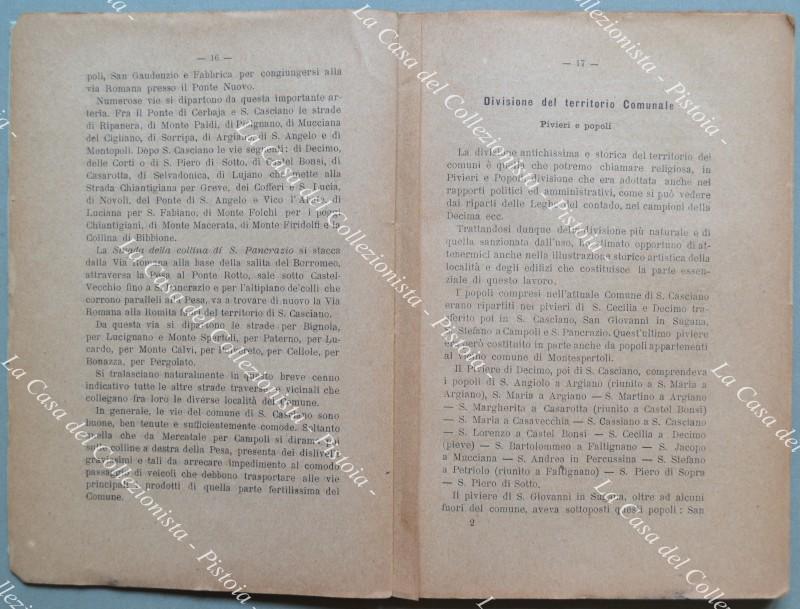 — 16 —
poli, San Gaudenzio e Fabbrica per congiungersi alla
via Romana presso il Ponte Nuovo.
Numerose vie si dipartono da questa importante ar-
teria. Fra il Ponte di Cerbaja e S. Casciano le strade
di Ripanera, di Monte Paldi, di Pisignano, di Mucciana
del Cigliano, di Sorripa, di Argiano di S. Angelo e di
Montopoli. Dopo S. Casciano le vie seguenti: di Decimo,
delle Corti o di S. Piero di Sotto, di Castel Bonsi, di
Casarotta, di Selvadonica, di Lujano che mette alla
Strada Chiantigiana per Greve, dei Cofferi e S. Lucia,
di Novoli, del Ponte di S. Angelo e Vico l'Abate, di
Luciana per S. Fabiano, di Monte Folchi per i poggi
Chiantigiani, di Monte Macerata, di Monte Firidolfi e la
Collina di Bibbione.
La Strada della collina di S. Pancrazio si stacca
dalla Via Romana alla base della salita del Borromeo,
attraversa la Pesa al Ponte Rotto, sale sotto Castel-
Vecchio fino a S. Pancrazio e per l'altipiano de'colli che
corrono paralleli alla Pesa, va a trovare di nuovo la Via
Romana alla Romita fuori del territorio di S. Casciano.
Da questa via si dipartono le strade per Bignola,
per Lucignano e Monte Spertoli, per Paterno, per Lu-
cardo, per Monte Calvi, per Polvereto, per Cellole, per
Bonazza, per Pergolato.
Si tralasciano naturalmente in questo breve cenno
indicativo tutte le altre strade traverse e vicinali che
collegano fra loro le diverse località del Comune.
In generale, le vie del comune di S. Casciano sono
buone, ben tenute e sufficientemente comode. Soltanto
quella che da Mercatale per Campoli si dirama poi
sulle colline a destra della Pesa, presenta dei dislivelli
gravissimi e tali da arrecare impedimento al comodo
passaggio di veicoli che debbono trasportare alle vie
principali i prodotti di quella parte fertilissima del
Comune.
— 17 —
Divisione del territorio Comunale
Pivieri e popoli
La divisione antichissima e storica del territorio dei
comuni è quella che potremo chiamare religiosa, in
Pivieri e Popoli, divisione che era adottata anche nei
rapporti politici ed amministrativi, come si può vedere
dai riparti delle Leghe del contado, nei campioni della
Decima ecc.
Trattandosi dunque della divisione più naturale e di
quella sanzionata dall'uso, ho stimato opportuno di at-
tenermici anche nella illustrazione storico artistica della
località e degli edifizi che costituisce la parte essen-
ziale di questo lavoro.
I popoli compresi nell'attuale Comune di S. Casciano
erano ripartiti nei pivieri di S. Cecilia e Decimo tra-
sferito poi in S. Casciano, San Giovanni in Sugana,
S. Stefano a Campoli e S. Pancrazio. Quest'ultimo piviere
era però costituito in parte anche da popoli appartenenti
al vicino comune di Montespertoli.
Il Piviere di Decimo, poi di S. Casciano, comprendeva
i popoli di S. Angiolo a Argiano (riunito a S. Maria a
Argiano), S. Maria a Argiano — S. Martino a Argiano
— S. Margherita a Casarotta (riunito a Castel Bonsi)
— S. Maria a Casavecchia — S. Cassiano a S. Casciano
— S. Lorenzo a Castel Bonsi — S. Cecilia a Decimo
(pieve) — S. Bartolommeo a Faltignano — S. Jacopo
a Mucciana — S. Andrea in Percussina — S. Stefano
a Petriolo (riunito a Faltignano) — S. Piero di Sopra
— S. Piero di Sotto.
Il piviere di S. Giovanni in Sugana, oltre ad alcuni
fuori del comune, aveva sottoposti questi popoli: San
2
La Casa del Collezionista - Pistoia -